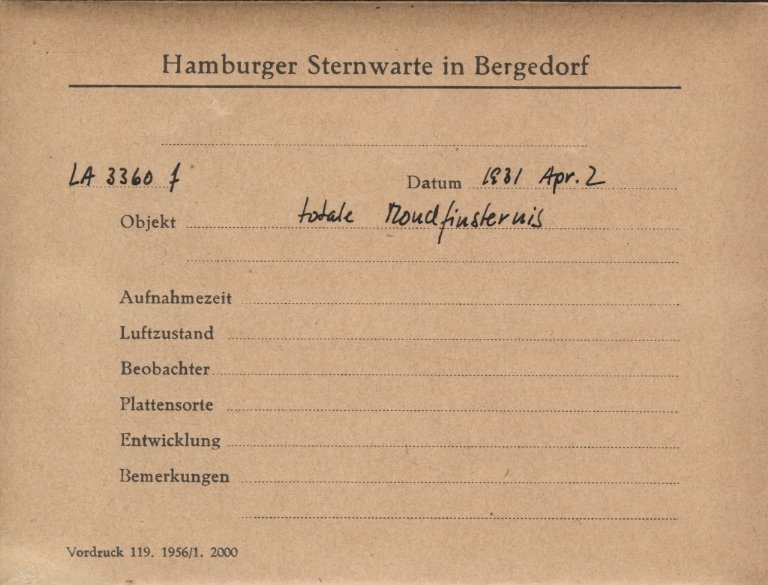 Hamburger Sternwarte in Bergedorf
LA 3360 f Datum 1931 Apr. 2
Objekt totale Mondfinsternis
Aufnahmezeit
Luftzustand
Beobachter
Plattensorte
Entwicklung
Bemerkungen
Vordruck 119. 1956/1. 2000